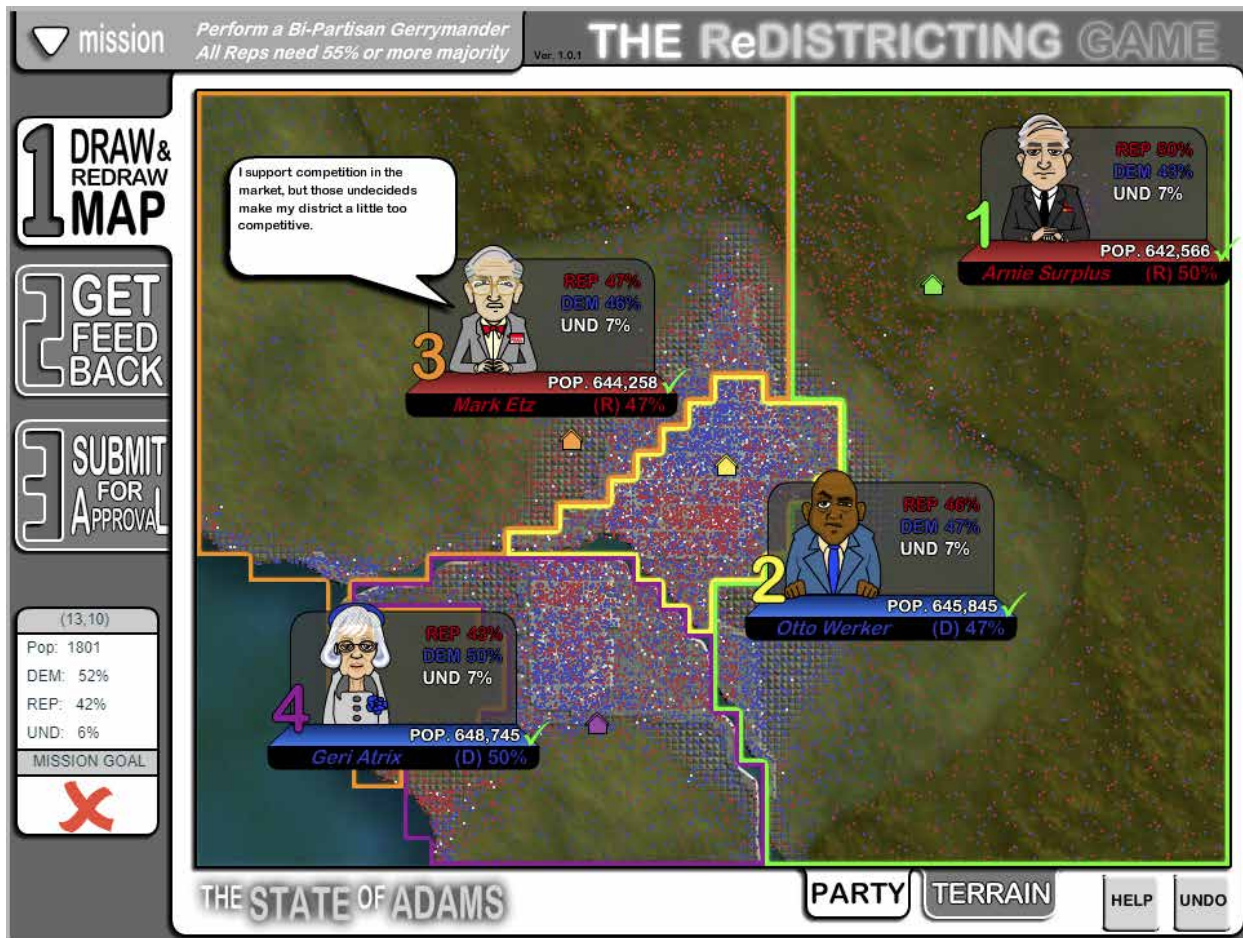 mission
Perform a Bi-Partisan Gerrymander
All Reps need 55% or more majority
Ver. 1.0.1
THE ReDISTRICTING GAME
1
DRAW &
REDRAW
MAP
2
GET
FEED
BACK
3
SUBMIT
FOR
APPROVAL
(13,10)
Pop: 1801
DEM: 52%
REP: 42%
UND: 6%
MISSION GOAL
I support competition in the
market, but those undecideds
make my district a little too
competitive.
3
REP 47%
DEM 46%
UND 7%
POP. 644,258
Mark Etz (R) 47%
1
REP 50%
DEM 43%
UND 7%
POP. 642,566
Arnie Surplus (R) 50%
2
REP 46%
DEM 47%
UND 7%
POP. 645,845
Otto Werker (D) 47%
4
REP 43%
DEM 50%
UND 7%
POP. 648,745
Geri Atrix (D) 50%
THE STATE OF ADAMS
PARTY
TERRAIN
HELP
UNDO